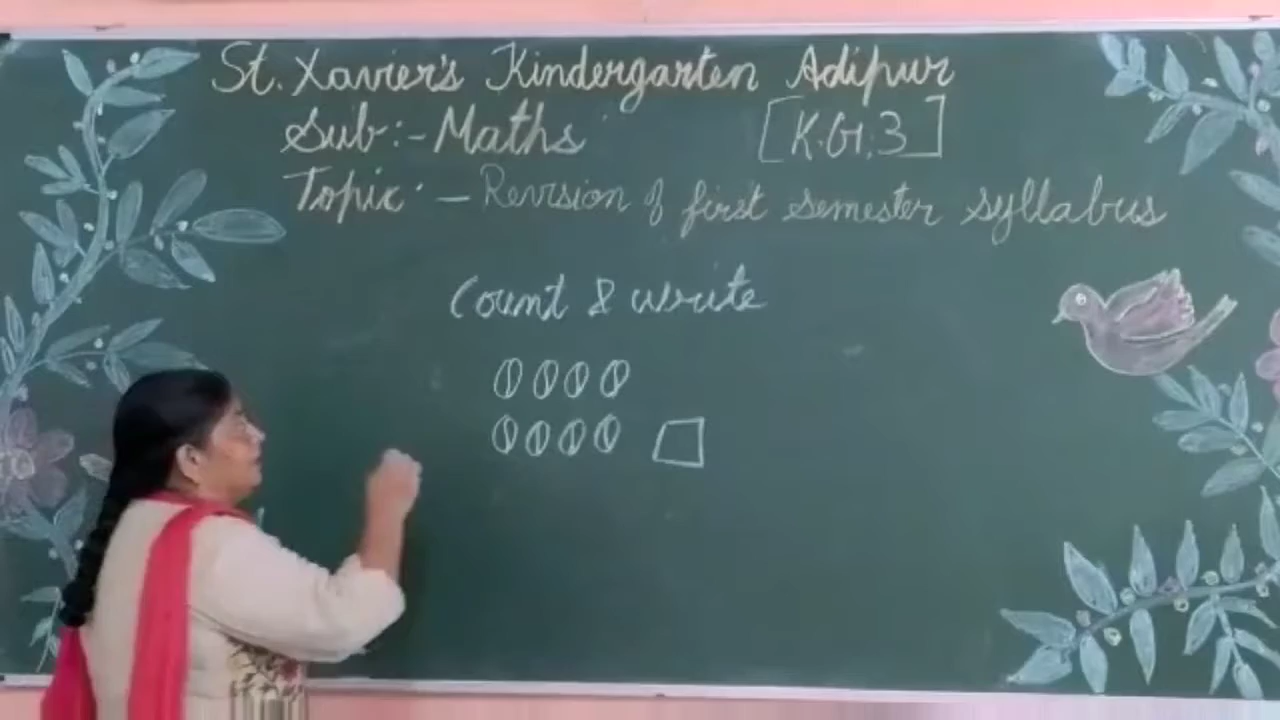 St. Xavier's Kindergarten Adipur
Sub:- Maths [K.G.3]
Topic:- Revision of first semester syllabus
Count & write